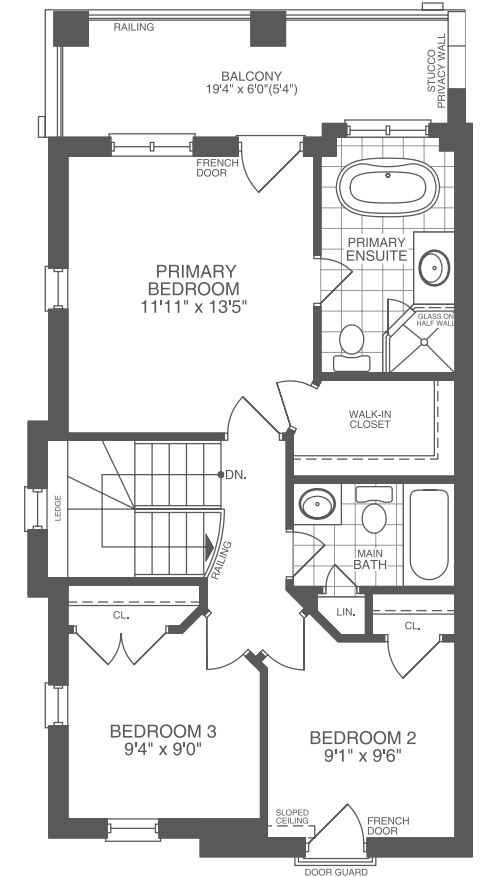 RAILING
BALCONY
19'4" x 6'0"(5'4")
STUCCO
PRIVACY WALL
FRENCH
DOOR
PRIMARY
ENSUITE
PRIMARY
BEDROOM
11'11" x 13'5"
GLASS ON
HALF WALL
WALK-IN
CLOSET
DN.
LEDGE
RAILING
MAIN
BATH
LIN.
CL.
CL.
BEDROOM 3
9'4" x 9'0"
BEDROOM 2
9'1" x 9'6"
SLOPED
CEILING
FRENCH
DOOR
DOOR GUARD